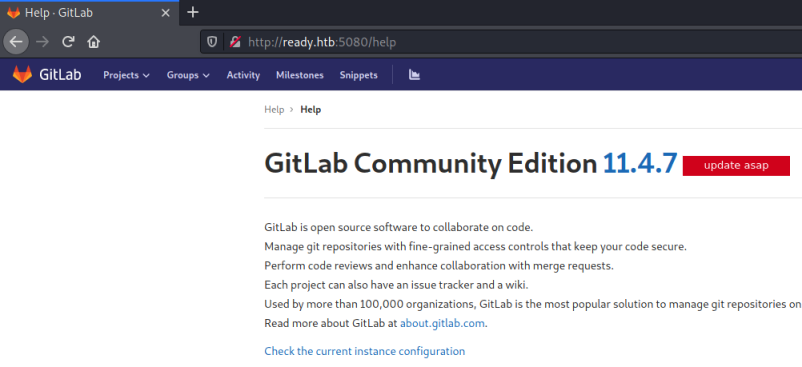 Help · GitLab
http://ready.htb:5080/help
GitLab Projects Groups Activity Milestones Snippets
Help › Help
GitLab Community Edition 11.4.7 update asap
GitLab is open source software to collaborate on code.
Manage git repositories with fine-grained access controls that keep your code secure.
Perform code reviews and enhance collaboration with merge requests.
Each project can also have an issue tracker and a wiki.
Used by more than 100,000 organizations, GitLab is the most popular solution to manage git repositories on
Read more about GitLab at about.gitlab.com.
Check the current instance configuration